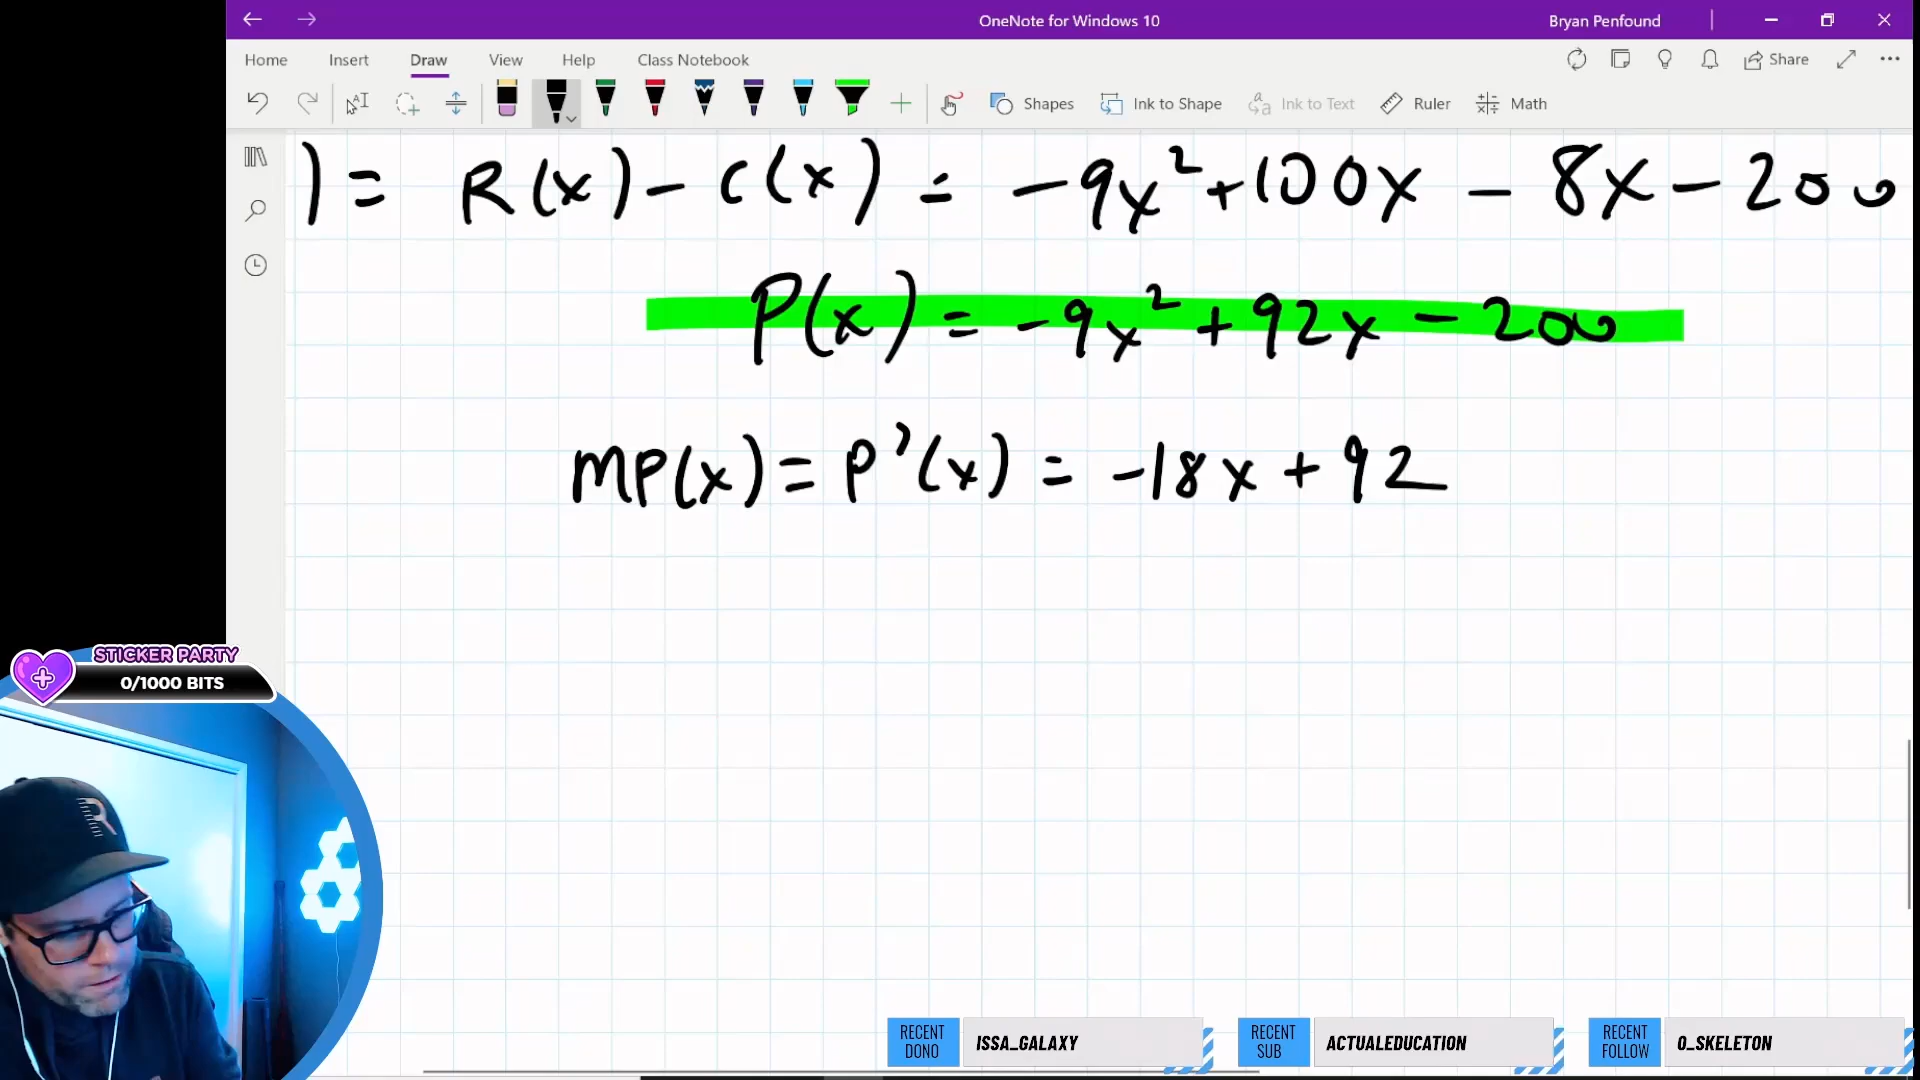 OneNote for Windows 10
Bryan Penfound
Home Insert Draw View Help Class Notebook
Share
Shapes Ink to Shape Ink to Text Ruler Math
) = R(x) - C(x) = -9x² + 100x - 8x - 200
P(x) = -9x² + 92x - 200
MP(x) = P'(x) = -18x + 92
STICKER PARTY
0/1000 BITS
R
RECENT DONO ISSA_GALAXY
RECENT SUB ACTUALEDUCATION
RECENT FOLLOW O_SKELETON